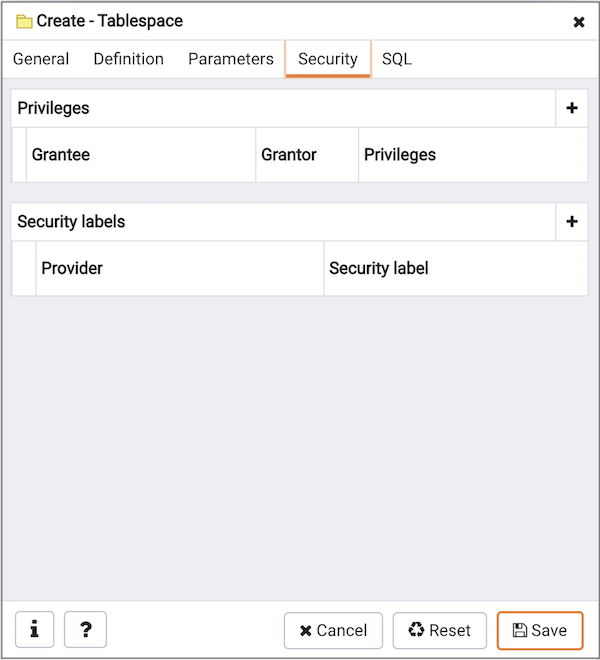 Create - Tablespace
General Definition Parameters Security SQL
Privileges
Grantee Grantor Privileges
Security labels
Provider Security label
i ? Cancel Reset Save